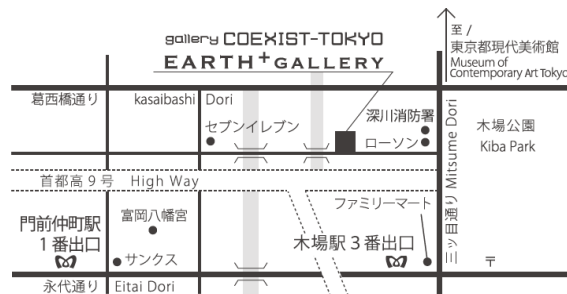 gallery COEXIST-TOKYO
EARTH+GALLERY
至 /
東京都現代美術館
Museum of
Contemporary Art Tokyo
葛西橋通り kasaibashi Dori
セブンイレブン
深川消防署
ローソン
木場公園
Kiba Park
三ッ目通り Mitsume Dori
首都高9号 High Way
富岡八幡宮
ファミリーマート
門前仲町駅
1番出口
木場駅3番出口
サンクス
〒
永代通り Eitai Dori